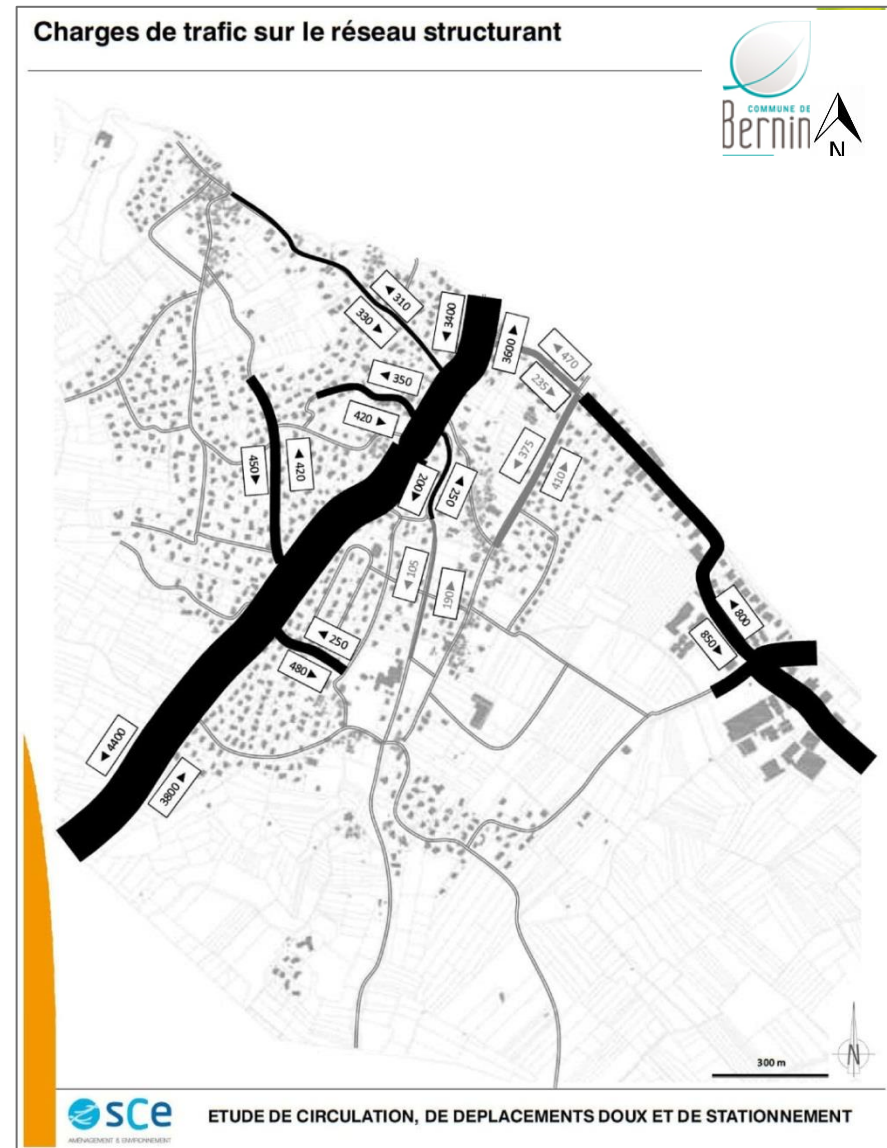 Charges de trafic sur le réseau structurant
COMMUNE DE
Bernin
N
◄ 310
330 ►
◄ 3400
3600 ►
◄ 470
235 ►
◄ 350
420 ►
◄ 375
410 ►
450 ►
◄ 420
200 ►
◄ 250
◄ 105
190 ►
◄ 250
480 ►
◄ 800
850 ►
◄ 4400
3800 ►
300 m
N
sce
AMÉNAGEMENT & ENVIRONNEMENT
ETUDE DE CIRCULATION, DE DEPLACEMENTS DOUX ET DE STATIONNEMENT